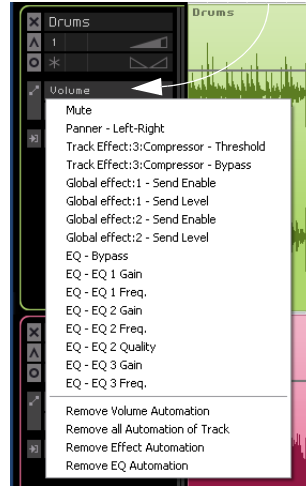 Drums
Drums
1
Volume
Mute
Panner - Left-Right
Track Effect:3:Compressor - Threshold
Track Effect:3:Compressor - Bypass
Global effect:1 - Send Enable
Global effect:1 - Send Level
Global effect:2 - Send Enable
Global effect:2 - Send Level
EQ - Bypass
EQ - EQ 1 Gain
EQ - EQ 1 Freq.
EQ - EQ 2 Gain
EQ - EQ 2 Freq.
EQ - EQ 2 Quality
EQ - EQ 3 Gain
EQ - EQ 3 Freq.
Remove Volume Automation
Remove all Automation of Track
Remove Effect Automation
Remove EQ Automation